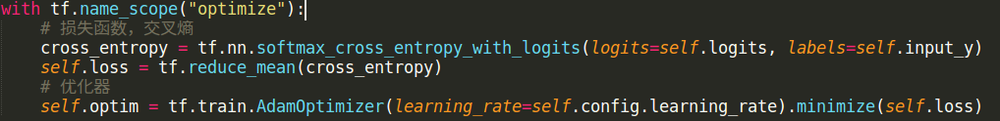 with tf.name_scope("optimize"):
# 损失函数，交叉熵
cross_entropy = tf.nn.softmax_cross_entropy_with_logits(logits=self.logits, labels=self.input_y)
self.loss = tf.reduce_mean(cross_entropy)
# 优化器
self.optim = tf.train.AdamOptimizer(learning_rate=self.config.learning_rate).minimize(self.loss)